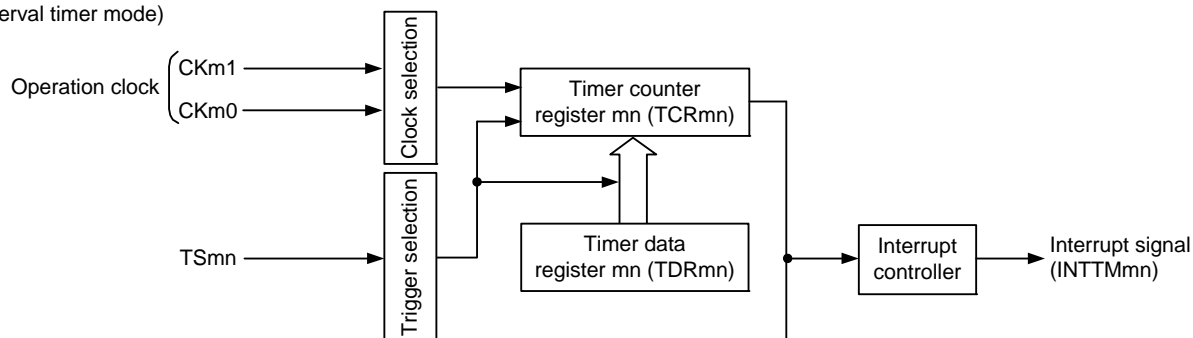 erval timer mode)
Operation clock
CKm1
CKm0
Clock selection
Timer counter
register mn (TCRmn)
TSmn
Trigger selection
Timer data
register mn (TDRmn)
Interrupt
controller
Interrupt signal
(INTTMmn)